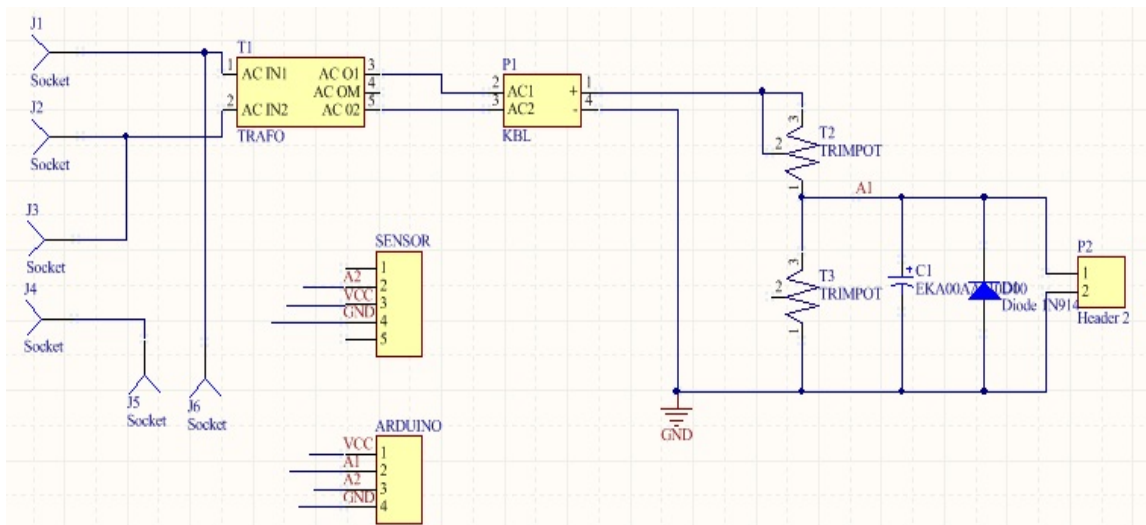 J1
Socket
J2
Socket
J3
Socket
J4
Socket
J5
Socket
J6
Socket
T1
1 AC IN1 AC O1 3
AC OM 4
2 AC IN2 AC 02 5
TRAFO
P1
2 AC1 + 1
3 AC2 - 4
KBL
3
T2
2 TRIMPOT
1
A1
3
T3
2 TRIMPOT
1
+ C1
EKA00AA
D1
Diode 1N914
P2
1
2
Header 2
GND
SENSOR
1
A2 2
VCC 3
GND 4
5
ARDUINO
VCC 1
A1 2
A2 3
GND 4